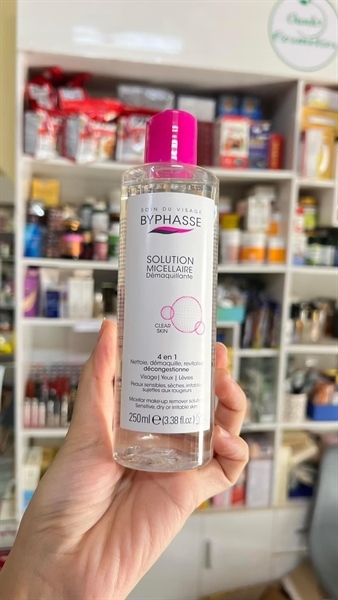 SOIN DU VISAGE
BYPHASSE
SOLUTION
MICELLAIRE
Démaquillante
CLEAR
SKIN
4 en 1
Nettoie, démaquille, revitalise
décongestionne
Visage | Yeux | Lèvres
Peaux sensibles, sèches, irritables
sujettes aux rougeurs
Micellar make-up remover solution
Sensitive, dry or irritable skin
250ml ℮ (3.38 fl.oz.)